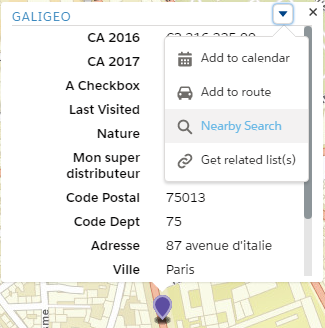 GALIGEO
CA 2016
CA 2017
A Checkbox
Last Visited
Nature
Mon super
distributeur
Code Postal 75013
Code Dept 75
Adresse 87 avenue d'italie
Ville Paris
Add to calendar
Add to route
Nearby Search
Get related list(s)